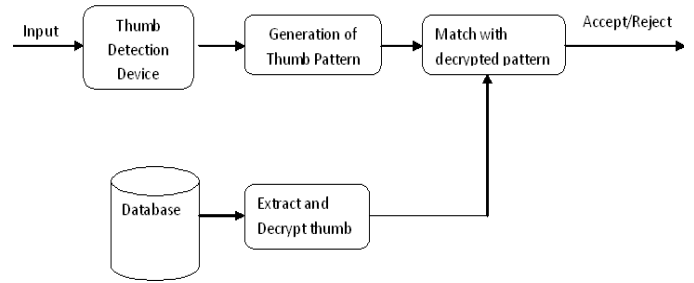 Input
Thumb
Detection
Device
Generation of
Thumb Pattern
Match with
decrypted pattern
Accept/Reject
Database
Extract and
Decrypt thumb